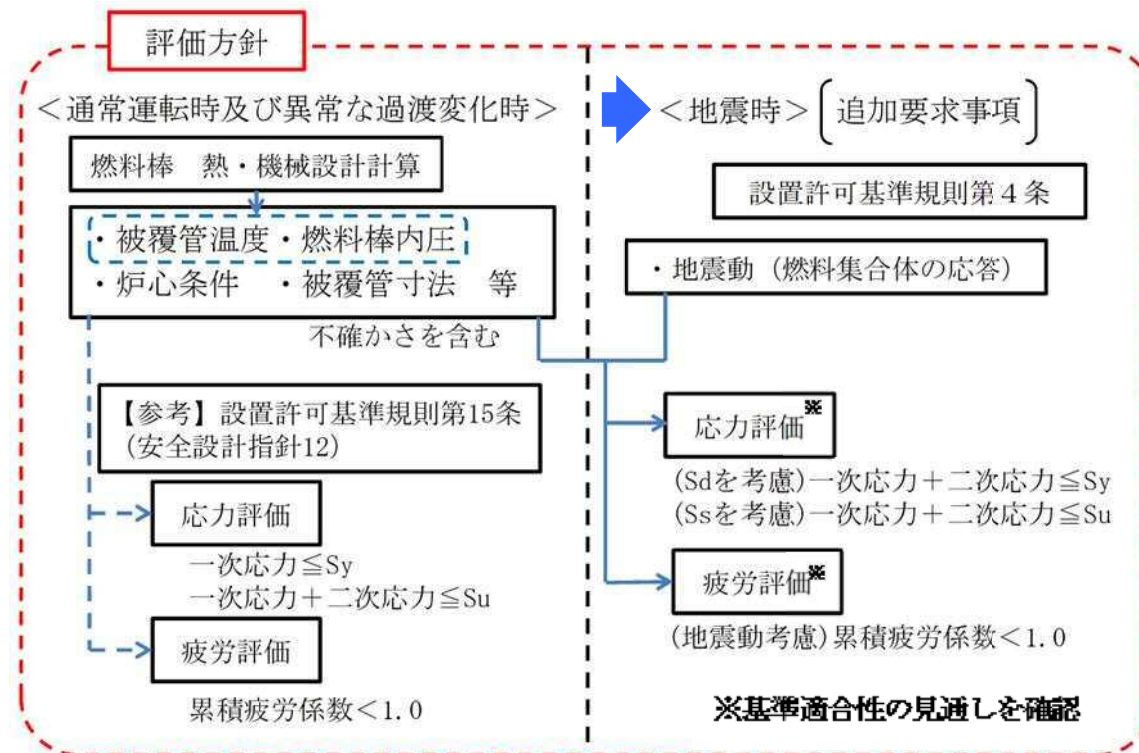 評価方針
＜通常運転時及び異常な過渡変化時＞
燃料棒　熱・機械設計計算
・被覆管温度・燃料棒内圧
・炉心条件　・被覆管寸法　等
不確かさを含む
【参考】設置許可基準規則第15条
(安全設計指針12)
応力評価
一次応力≦Sy
一次応力＋二次応力≦Su
疲労評価
累積疲労係数＜1.0
＜地震時＞〔追加要求事項〕
設置許可基準規則第４条
・地震動（燃料集合体の応答）
応力評価※
(Sdを考慮)一次応力＋二次応力≦Sy
(Ssを考慮)一次応力＋二次応力≦Su
疲労評価※
(地震動考慮)累積疲労係数＜1.0
※基準適合性の見通しを確認